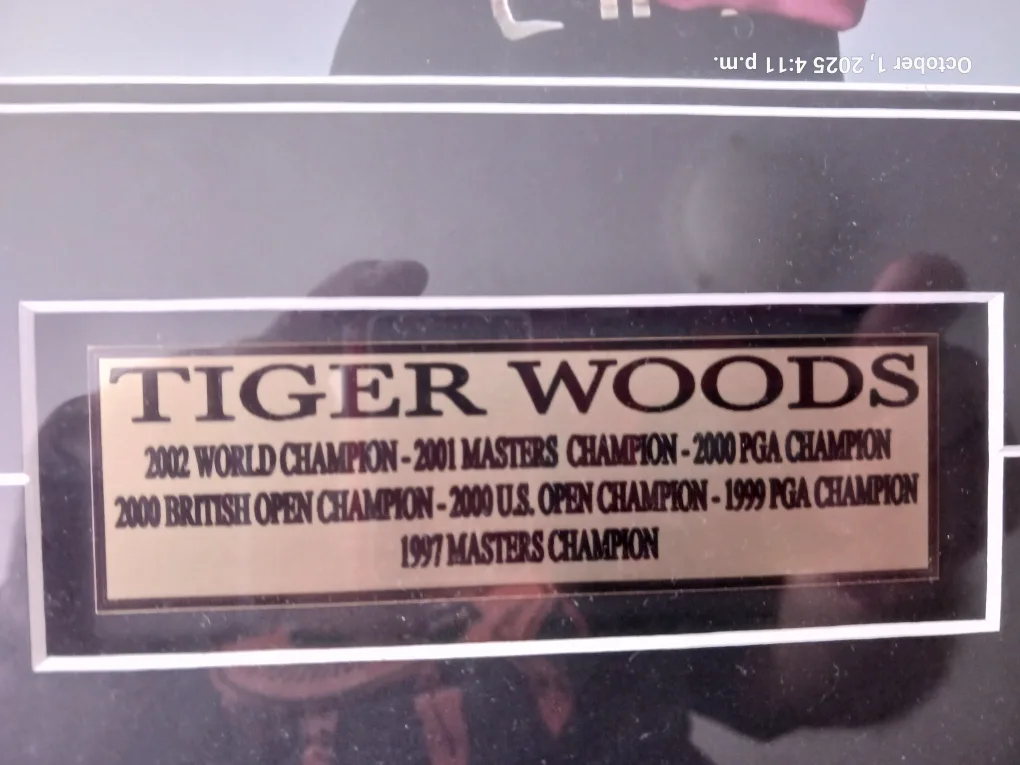 October 1, 2025 4:11 p.m.
TIGER WOODS
2002 WORLD CHAMPION - 2001 MASTERS CHAMPION - 2000 PGA CHAMPION
2000 BRITISH OPEN CHAMPION - 2000 U.S. OPEN CHAMPION - 1999 PGA CHAMPION
1997 MASTERS CHAMPION